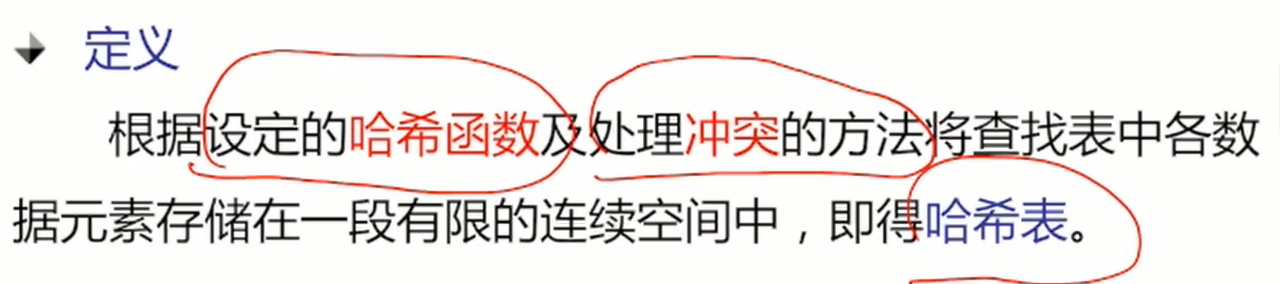 定义
根据设定的哈希函数及处理冲突的方法将查找表中各数
据元素存储在一段有限的连续空间中，即得哈希表。